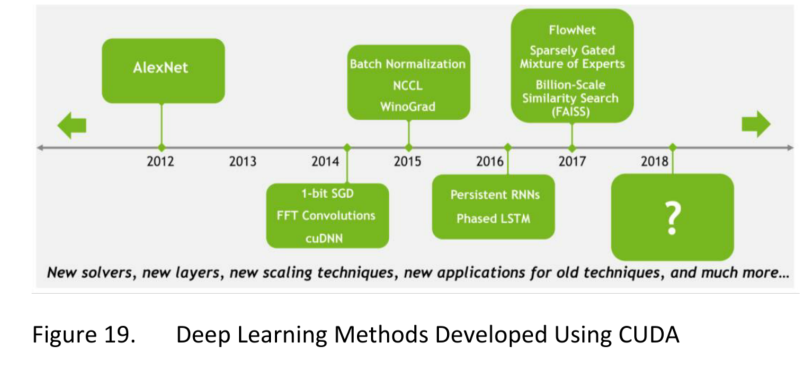 FlowNet
Sparsely Gated
Mixture of Experts
Billion-Scale
Similarity Search
(FAISS)
AlexNet
Batch Normalization
NCCL
WinoGrad
2012 2013 2014 2015 2016 2017 2018
1-bit SGD
FFT Convolutions
cuDNN
Persistent RNNs
Phased LSTM
?
New solvers, new layers, new scaling techniques, new applications for old techniques, and much more...
Figure 19. Deep Learning Methods Developed Using CUDA